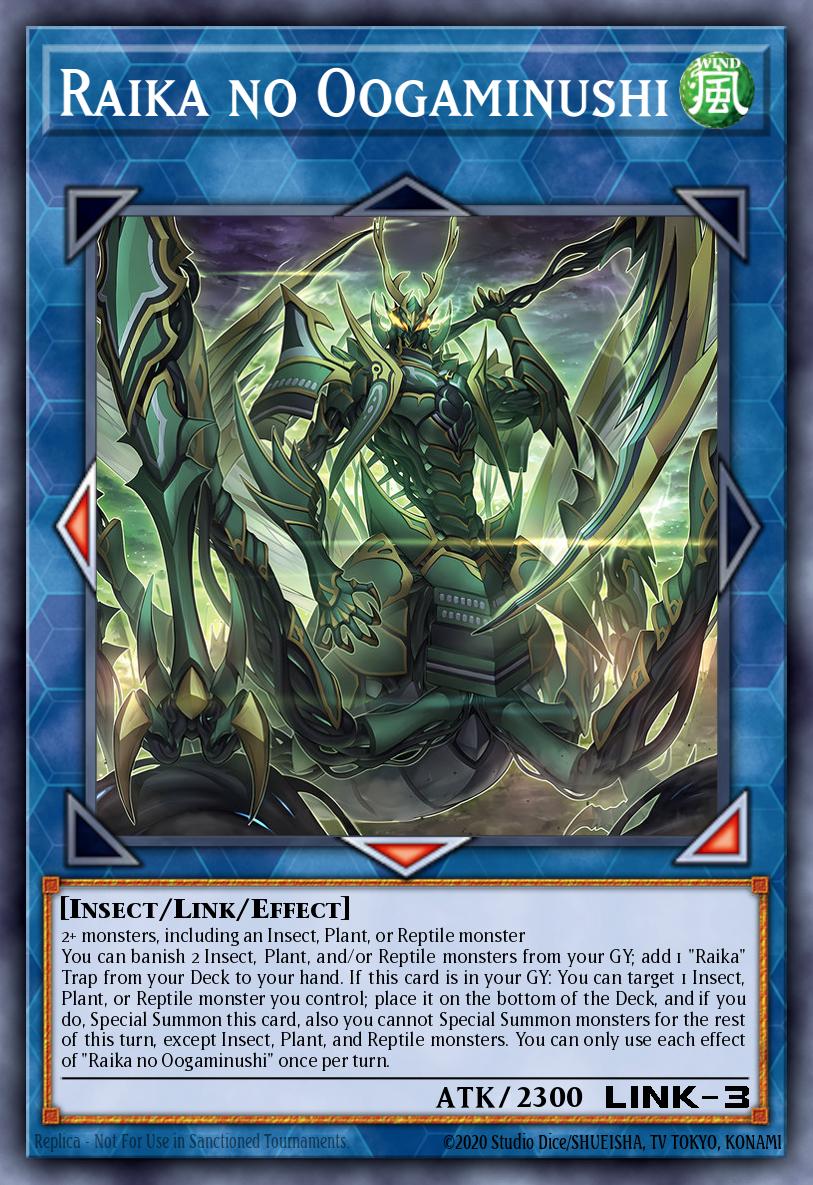 Raika no Oogaminushi
WIND
風
[Insect/Link/Effect]
2+ monsters, including an Insect, Plant, or Reptile monster
You can banish 2 Insect, Plant, and/or Reptile monsters from your GY; add 1 "Raika"
Trap from your Deck to your hand. If this card is in your GY: You can target 1 Insect,
Plant, or Reptile monster you control; place it on the bottom of the Deck, and if you
do, Special Summon this card, also you cannot Special Summon monsters for the rest
of this turn, except Insect, Plant, and Reptile monsters. You can only use each effect
of "Raika no Oogaminushi" once per turn.
ATK/2300 LINK-3
Replica - Not For Use in Sanctioned Tournaments. ©2020 Studio Dice/SHUEISHA, TV TOKYO, KONAMI